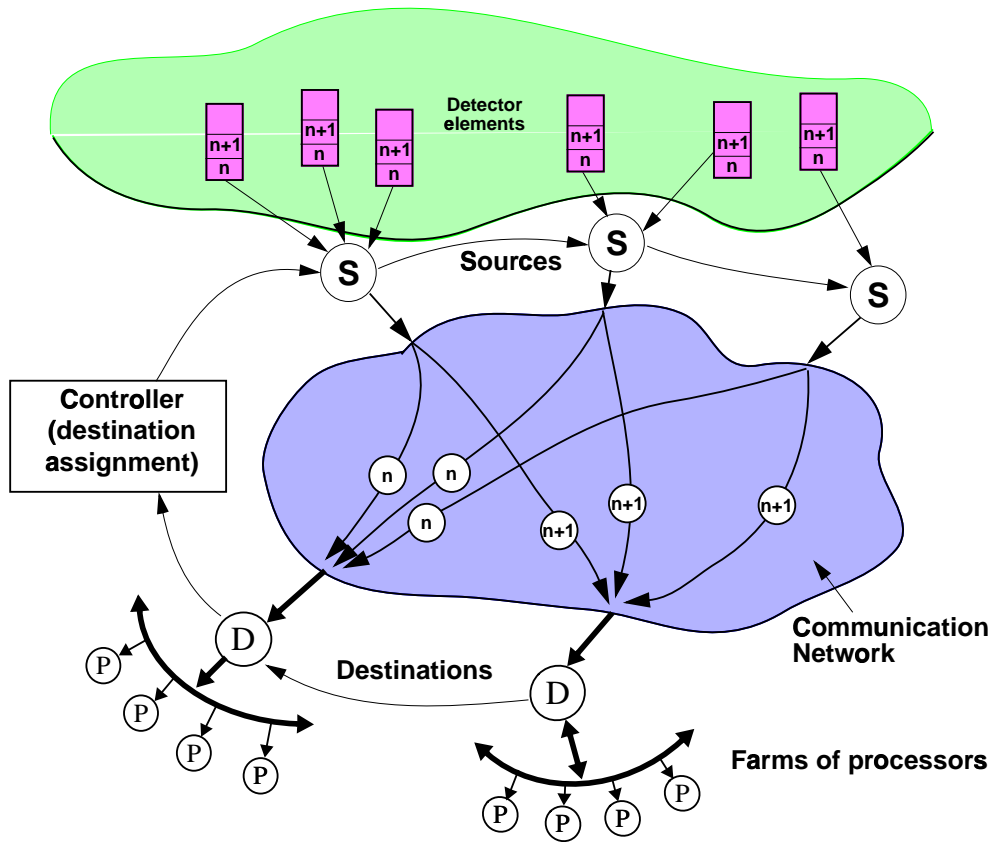 Detector
elements
n+1
n
n+1
n
n+1
n
n+1
n
n+1
n
n+1
n
S
Sources
S
S
Controller
(destination
assignment)
n
n
n
n+1
n+1
n+1
Communication
Network
D
Destinations
D
P
P
P
P
P
P
P
P
Farms of processors